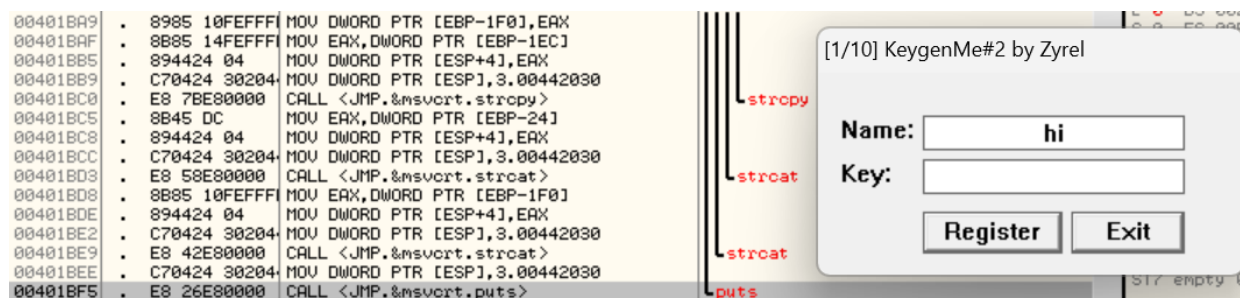 00401BA9 . 8985 10FEFFFF MOV DWORD PTR [EBP-1F0],EAX
00401BAF . 8B85 14FEFFFF MOV EAX,DWORD PTR [EBP-1EC]
00401BB5 . 894424 04 MOV DWORD PTR [ESP+4],EAX
00401BB9 . C70424 30204 MOV DWORD PTR [ESP],3.00442030
00401BC0 . E8 7BE80000 CALL <JMP.&msvcrt.strcpy> strcpy
00401BC5 . 8B45 DC MOV EAX,DWORD PTR [EBP-24]
00401BC8 . 894424 04 MOV DWORD PTR [ESP+4],EAX
00401BCC . C70424 30204 MOV DWORD PTR [ESP],3.00442030
00401BD3 . E8 58E80000 CALL <JMP.&msvcrt.strcat> strcat
00401BD8 . 8B85 10FEFFFF MOV EAX,DWORD PTR [EBP-1F0]
00401BDE . 894424 04 MOV DWORD PTR [ESP+4],EAX
00401BE2 . C70424 30204 MOV DWORD PTR [ESP],3.00442030
00401BE9 . E8 42E80000 CALL <JMP.&msvcrt.strcat> strcat
00401BEE . C70424 30204 MOV DWORD PTR [ESP],3.00442030
00401BF5 . E8 26E80000 CALL <JMP.&msvcrt.puts> puts
[1/10] KeygenMe#2 by Zyrel
Name: hi
Key:
Register Exit
ST7 empty